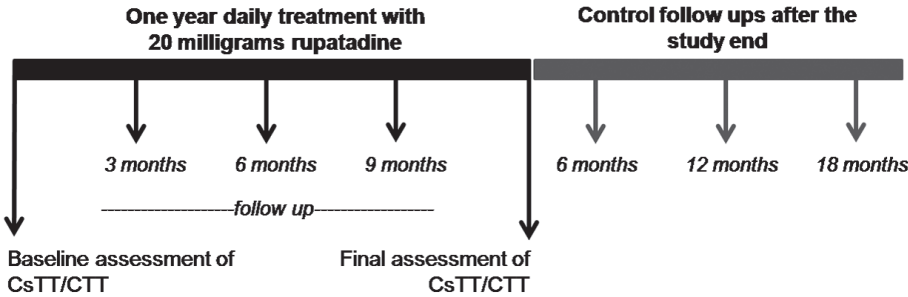 One year daily treatment with
20 milligrams rupatadine
Control follow ups after the
study end
3 months
6 months
9 months
6 months
12 months
18 months
---------------------follow up-------------------
Baseline assessment of
CsTT/CTT
Final assessment of
CsTT/CTT